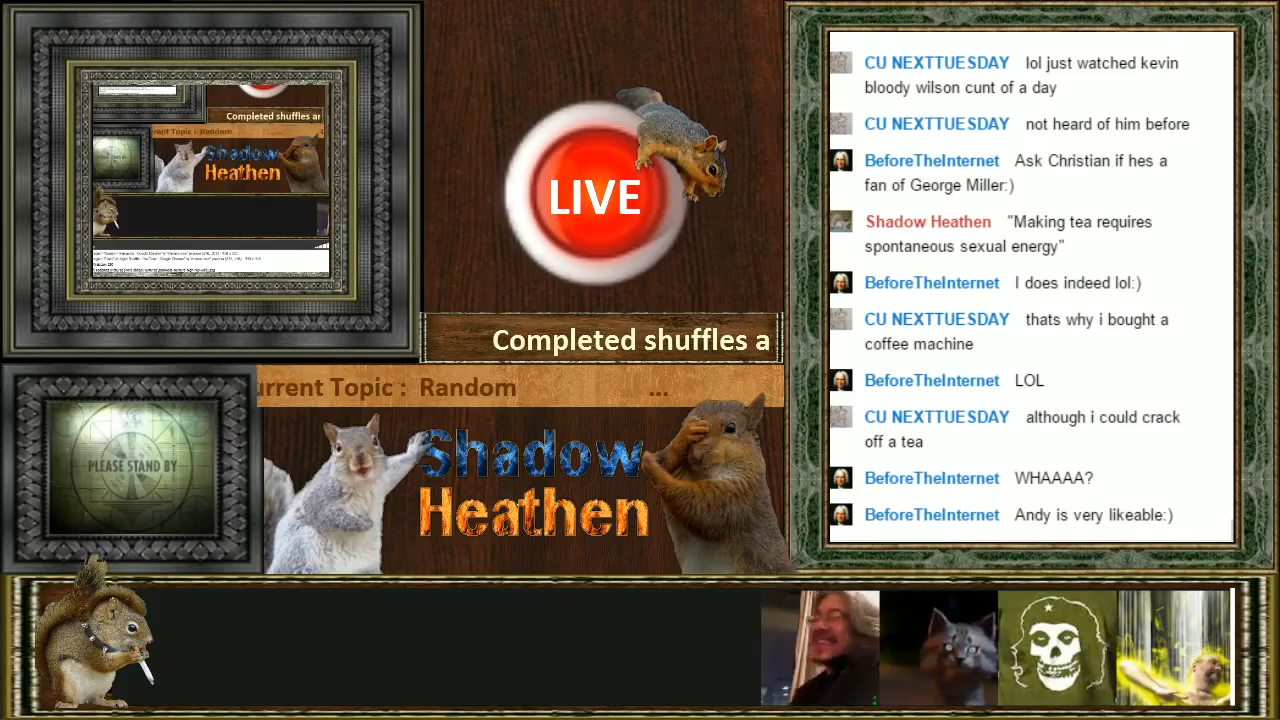 Completed shuffles ar
rent Topic : Random
Shadow
Heathen
LIVE
Completed shuffles a
PLEASE STAND BY
urrent Topic : Random ...
Shadow
Heathen
CU NEXTTUESDAY lol just watched kevin
bloody wilson cunt of a day
CU NEXTTUESDAY not heard of him before
BeforeTheInternet Ask Christian if hes a
fan of George Miller:)
Shadow Heathen "Making tea requires
spontaneous sexual energy"
BeforeTheInternet I does indeed lol:)
CU NEXTTUESDAY thats why i bought a
coffee machine
BeforeTheInternet LOL
CU NEXTTUESDAY although i could crack
off a tea
BeforeTheInternet WHAAAA?
BeforeTheInternet Andy is very likeable:)